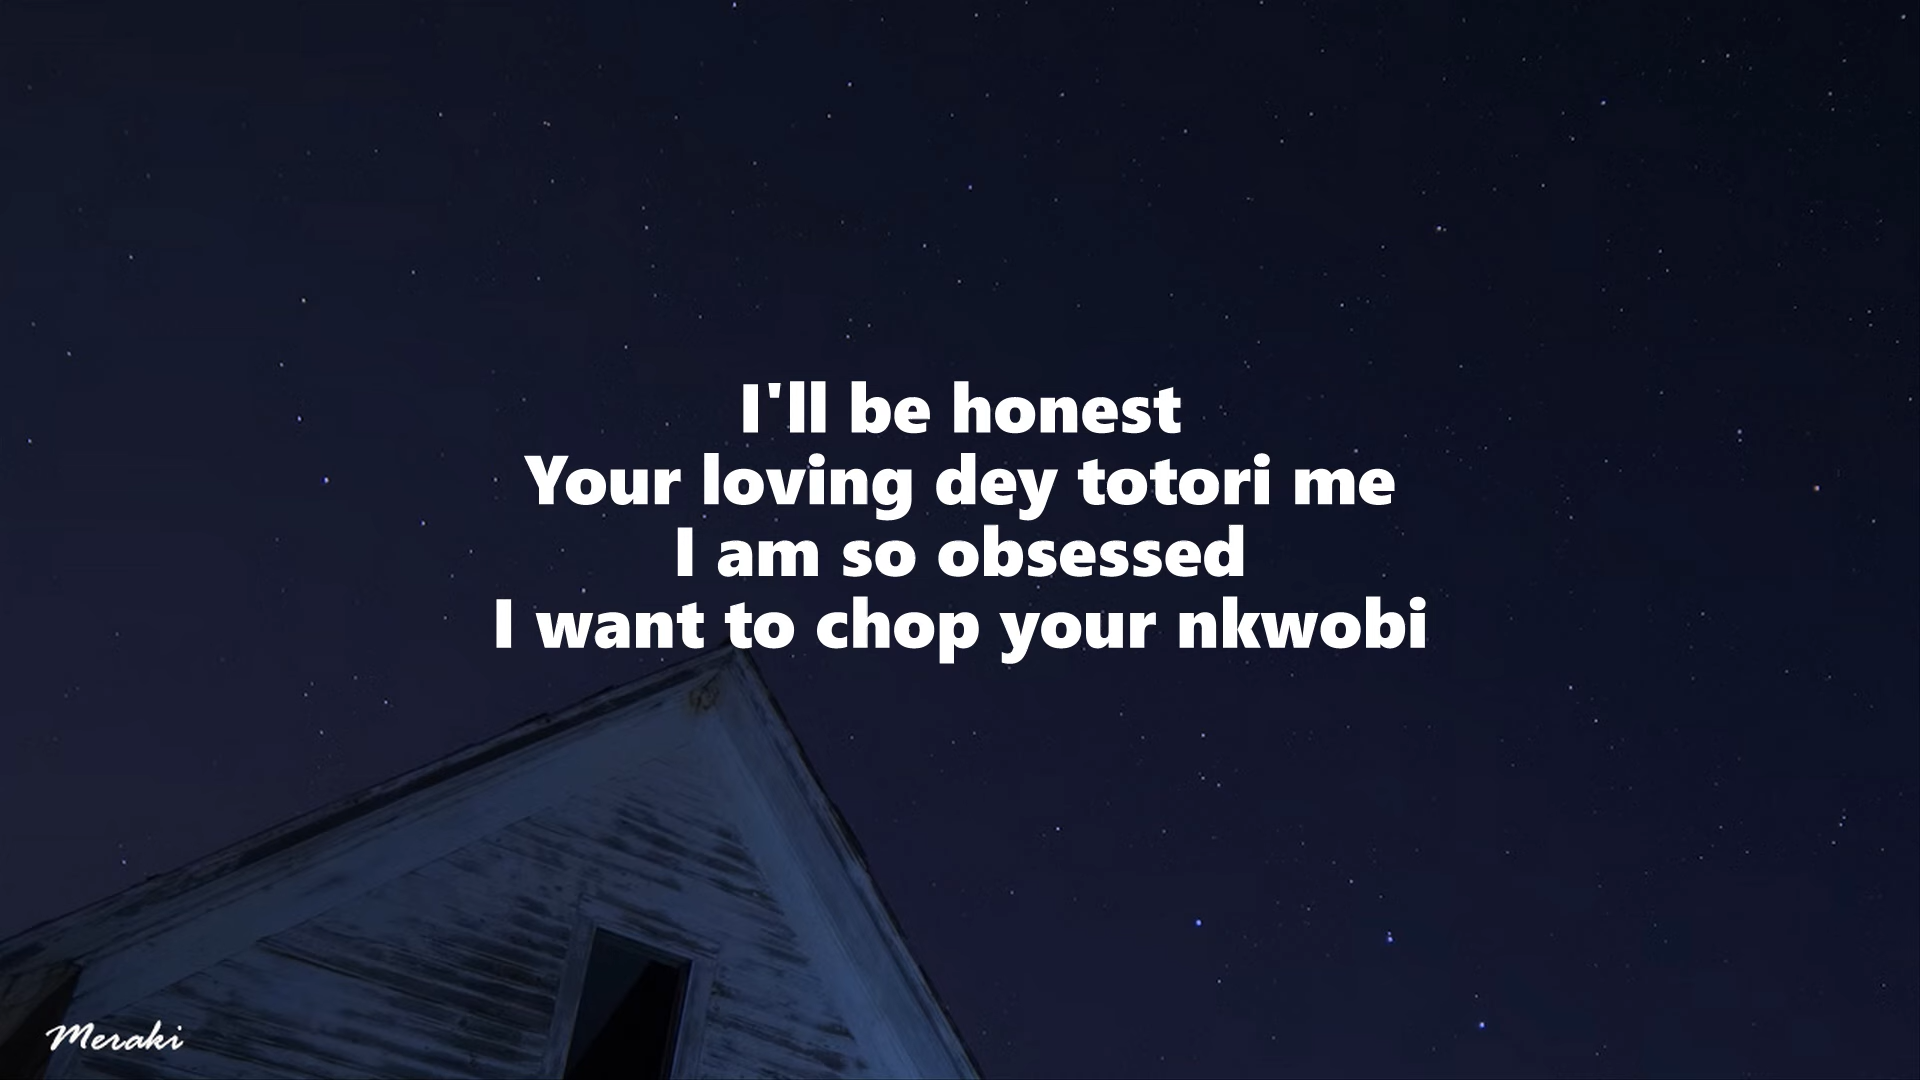 I'll be honest
Your loving dey totori me
I am so obsessed
I want to chop your nkwobi
Meraki